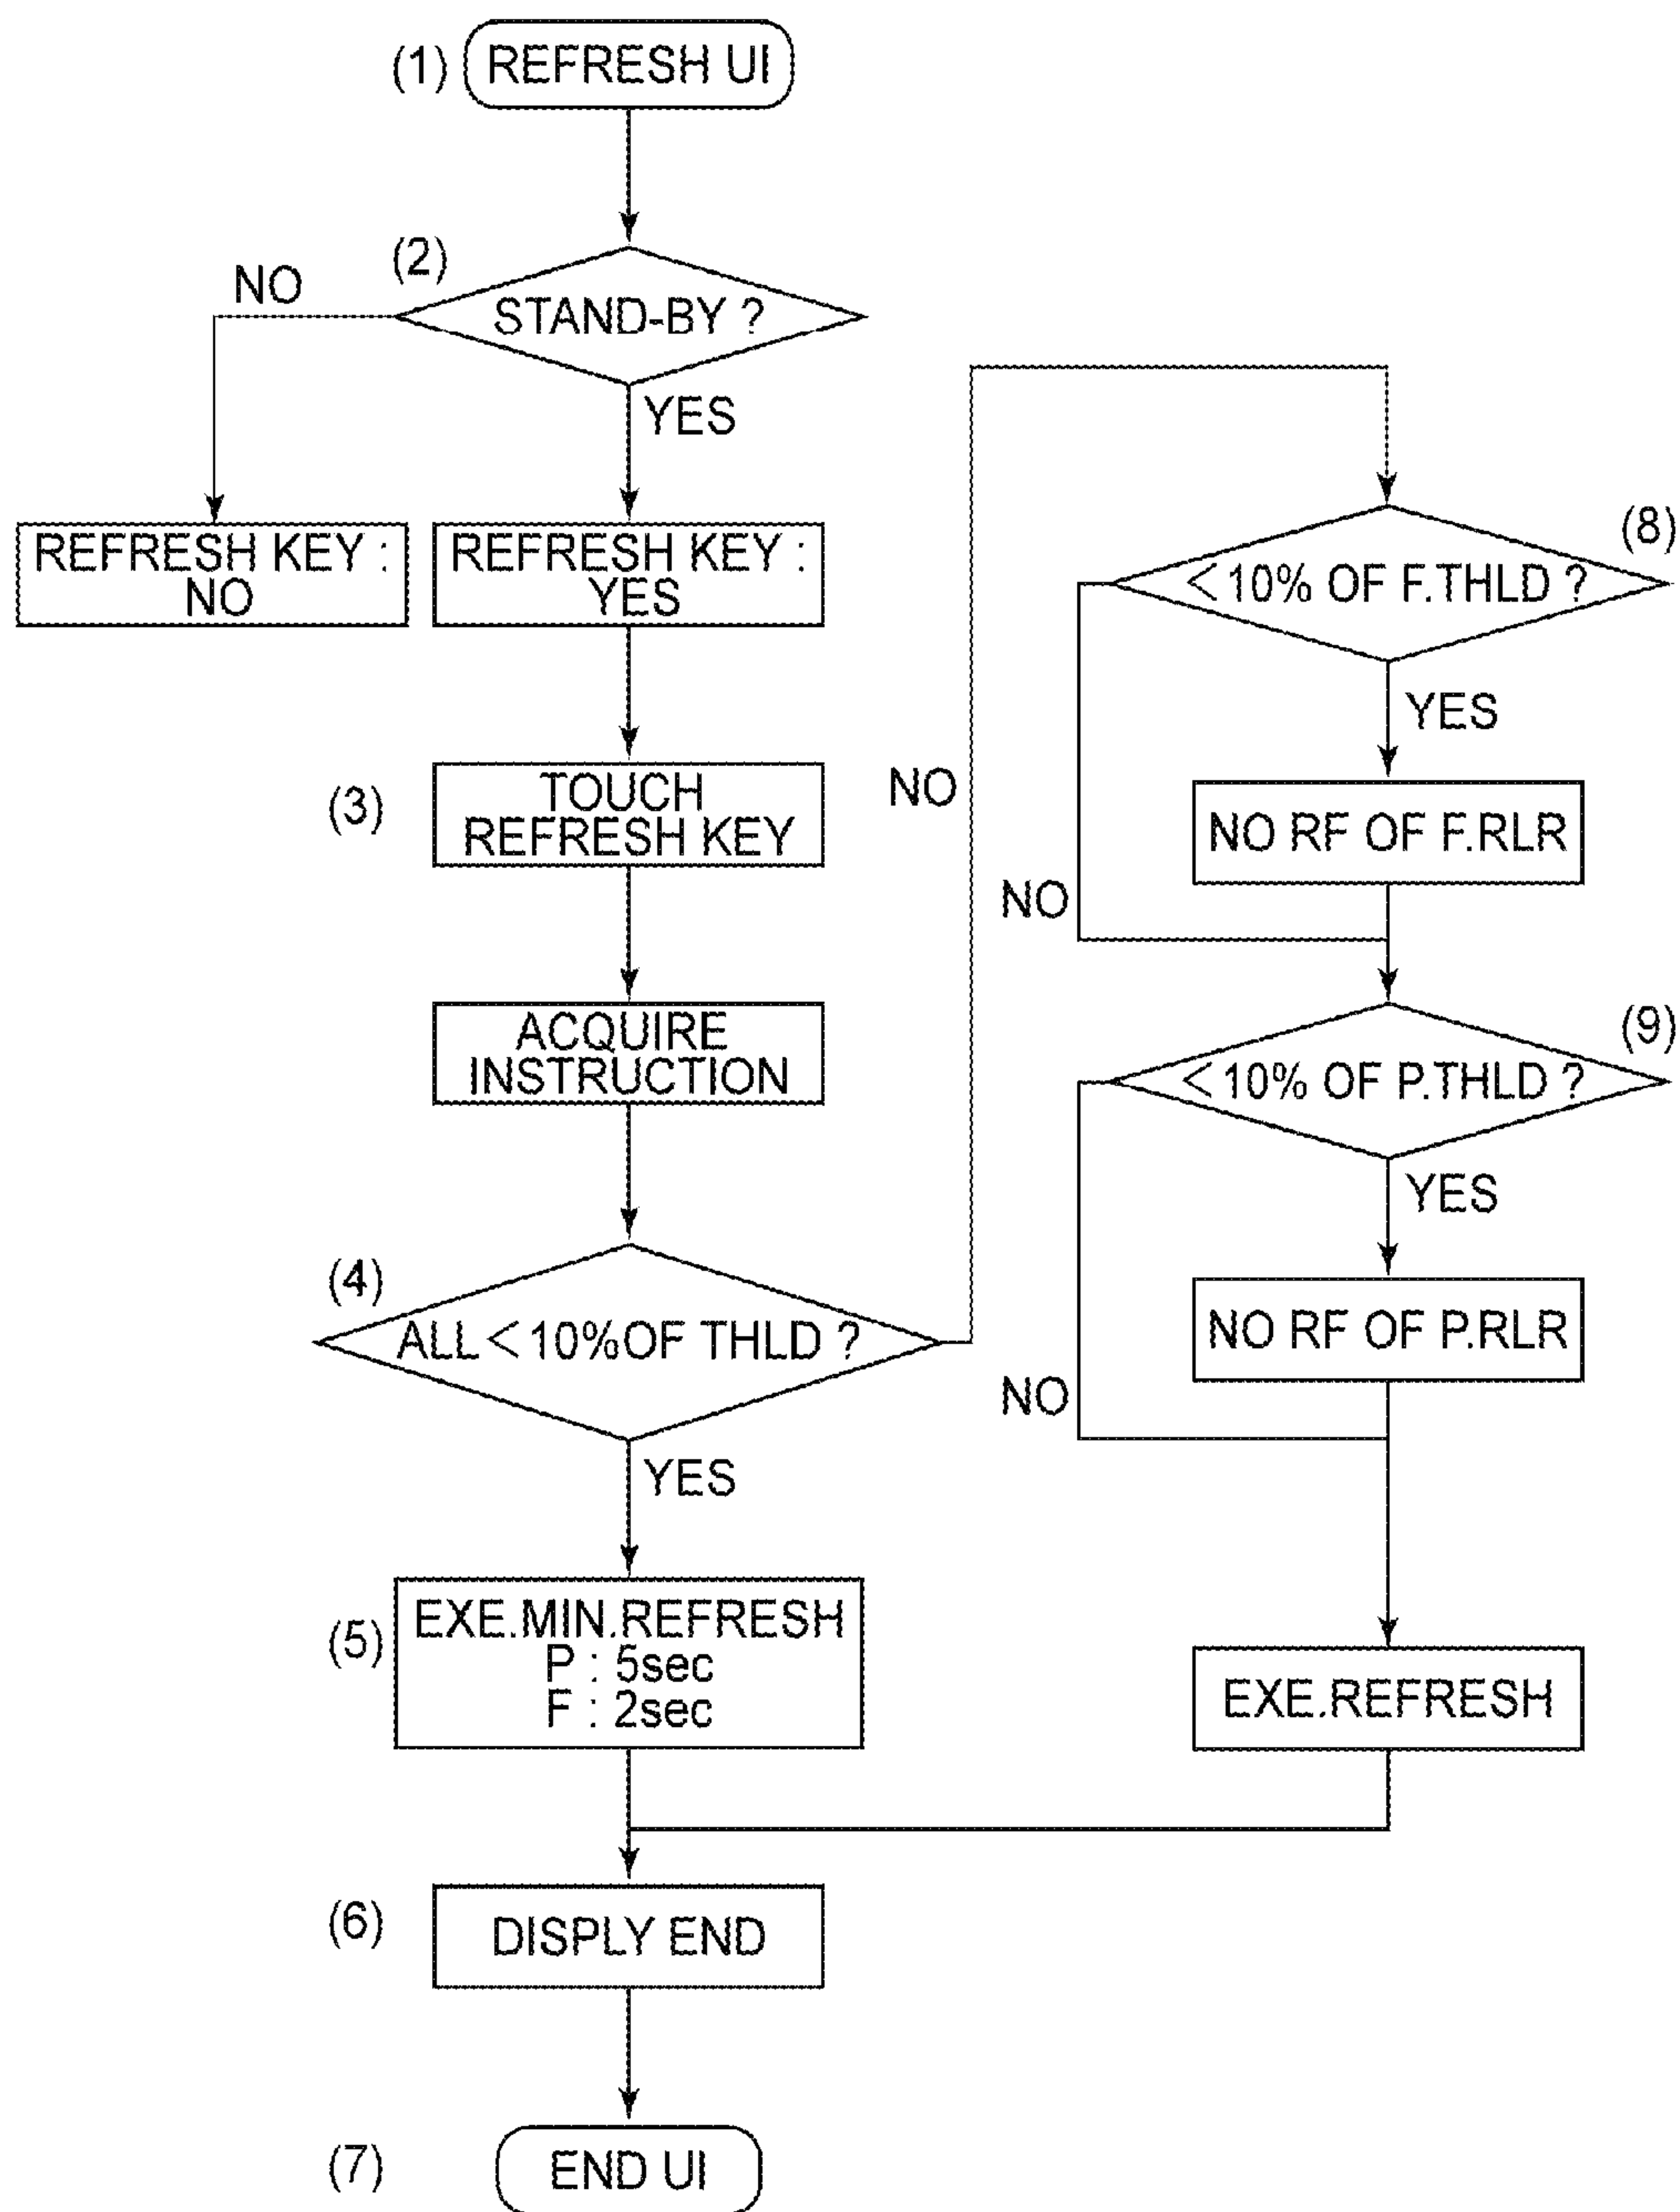 (1) REFRESH UI
(2)
NO
STAND-BY ?
YES
REFRESH KEY :
NO
REFRESH KEY :
YES
(3)
TOUCH
REFRESH KEY
ACQUIRE
INSTRUCTION
(4)
ALL < 10%OF THLD ?
NO
YES
(5)
EXE.MIN.REFRESH
P : 5sec
F : 2sec
(6)
DISPLY END
(7)
END UI
(8)
< 10% OF F.THLD ?
YES
NO RF OF F.RLR
NO
(9)
< 10% OF P.THLD ?
YES
NO RF OF P.RLR
NO
EXE.REFRESH